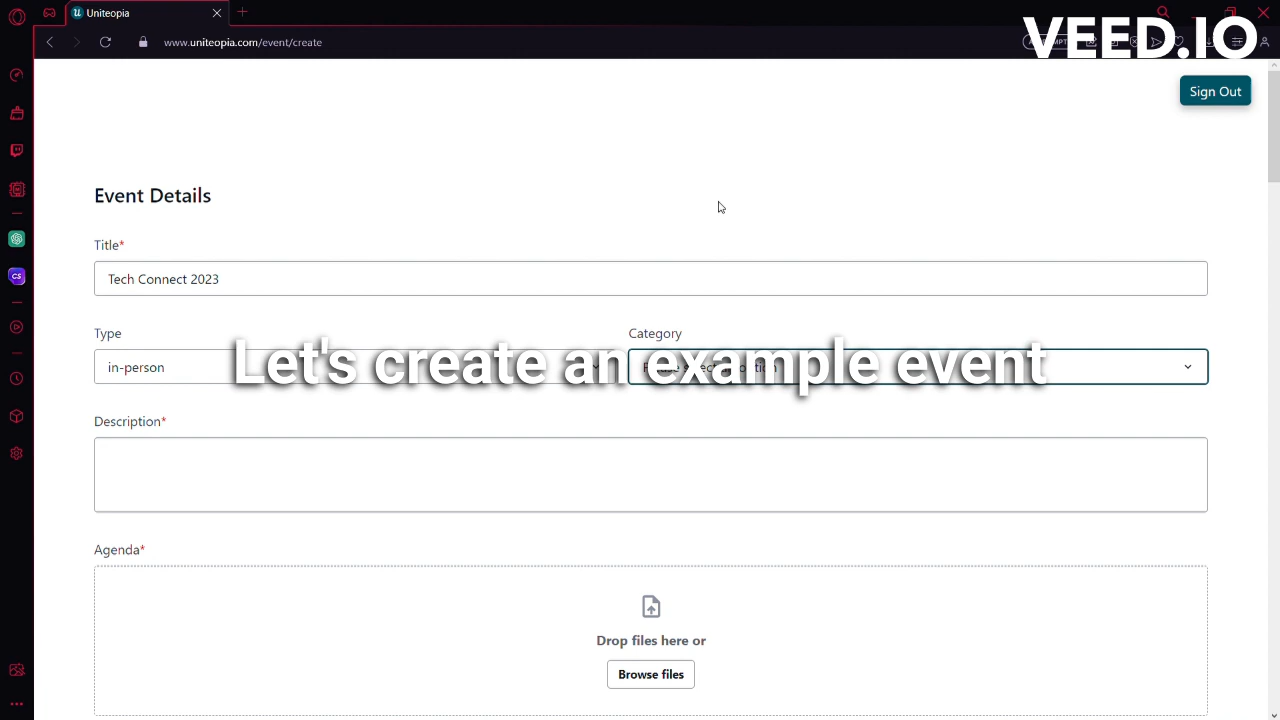 Uniteopia
www.uniteopia.com/event/create
VEED.IO
Sign Out
Event Details
Title*
Tech Connect 2023
Type
Category
in-person
Let's create an example event
Description*
Agenda*
Drop files here or
Browse files